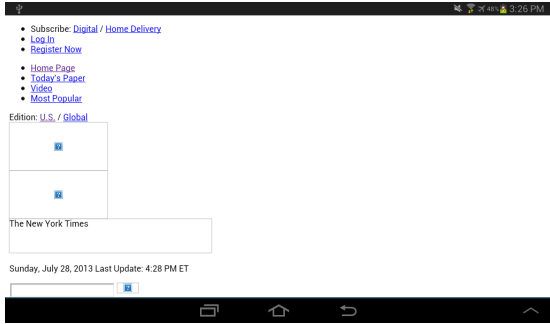 48% 3:26 PM
Subscribe: Digital / Home Delivery
Log In
Register Now
Home Page
Today's Paper
Video
Most Popular
Edition: U.S. / Global
The New York Times
Sunday, July 28, 2013 Last Update: 4:28 PM ET